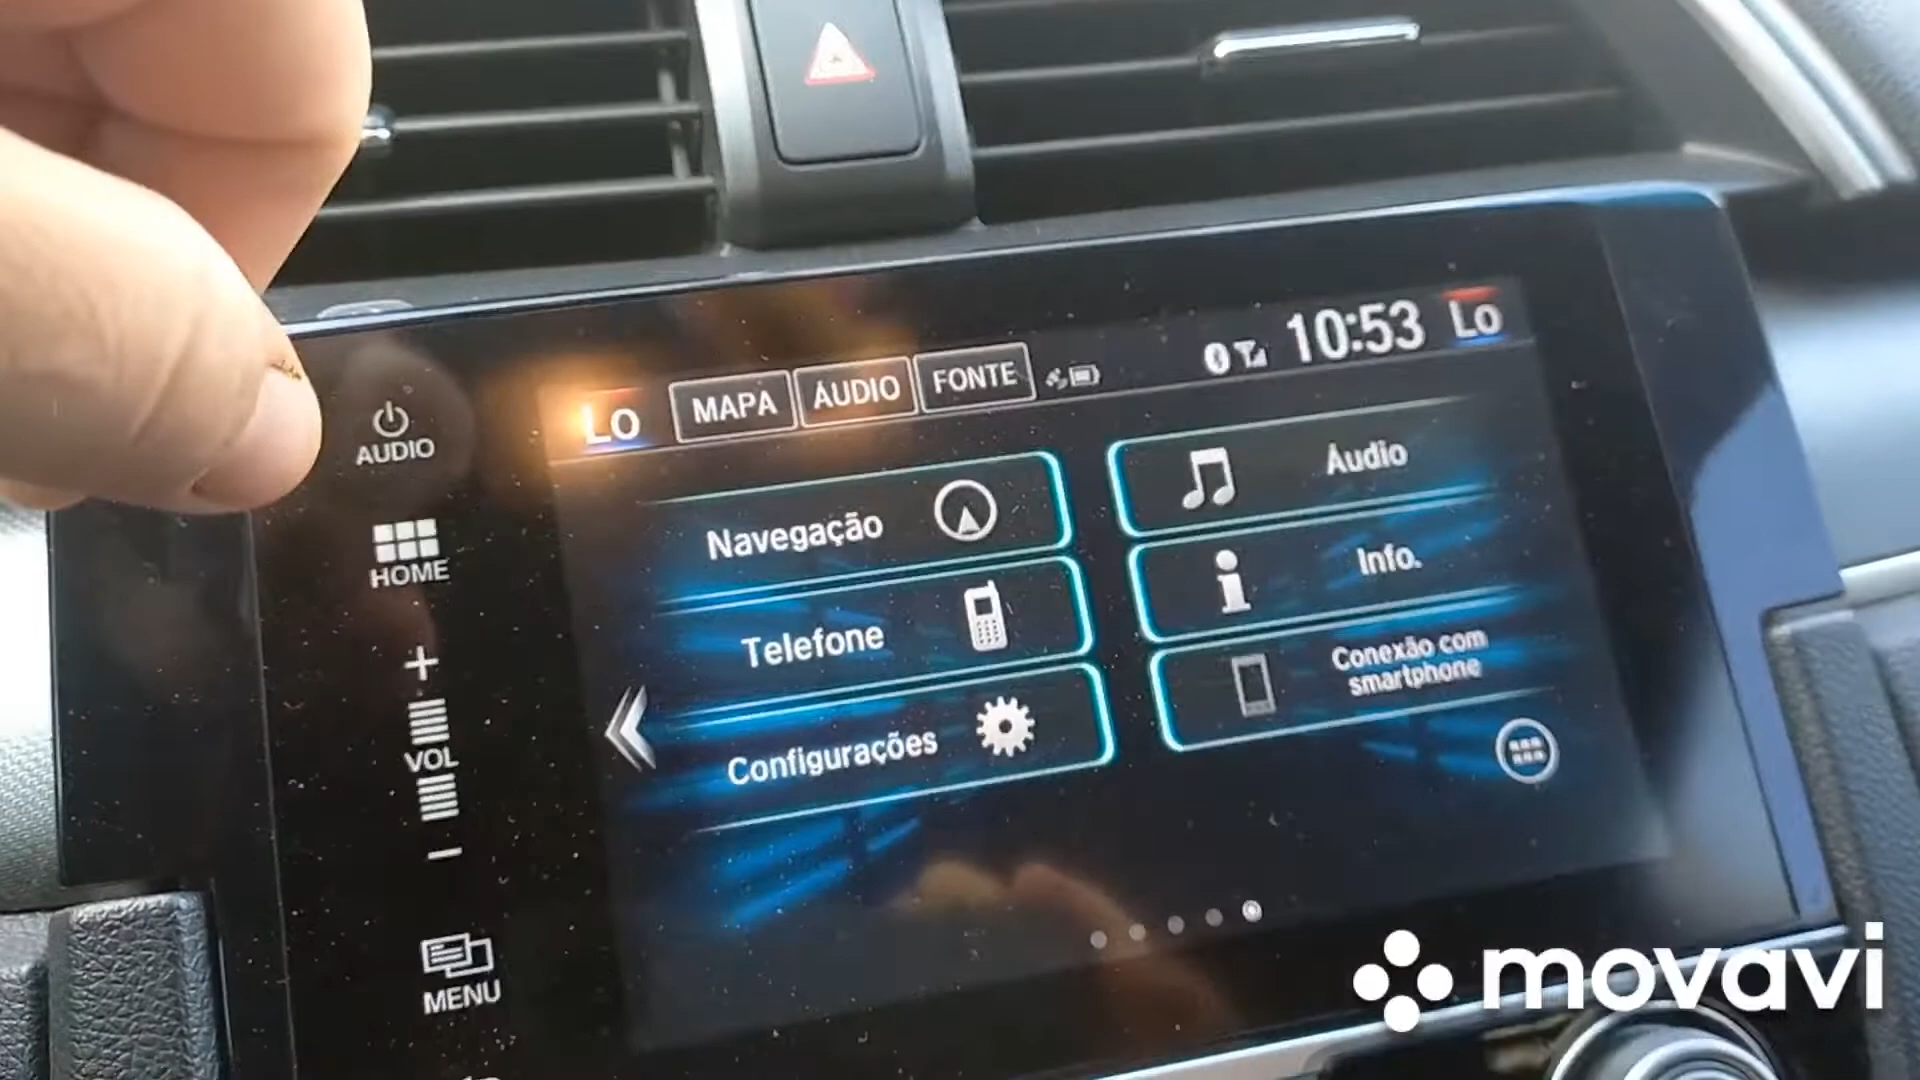 LO
MAPA
ÁUDIO
FONTE
10:53
Lo
AUDIO
HOME
+
VOL
−
MENU
Navegação
Áudio
Telefone
Info.
Configurações
Conexão com
smartphone
movavi